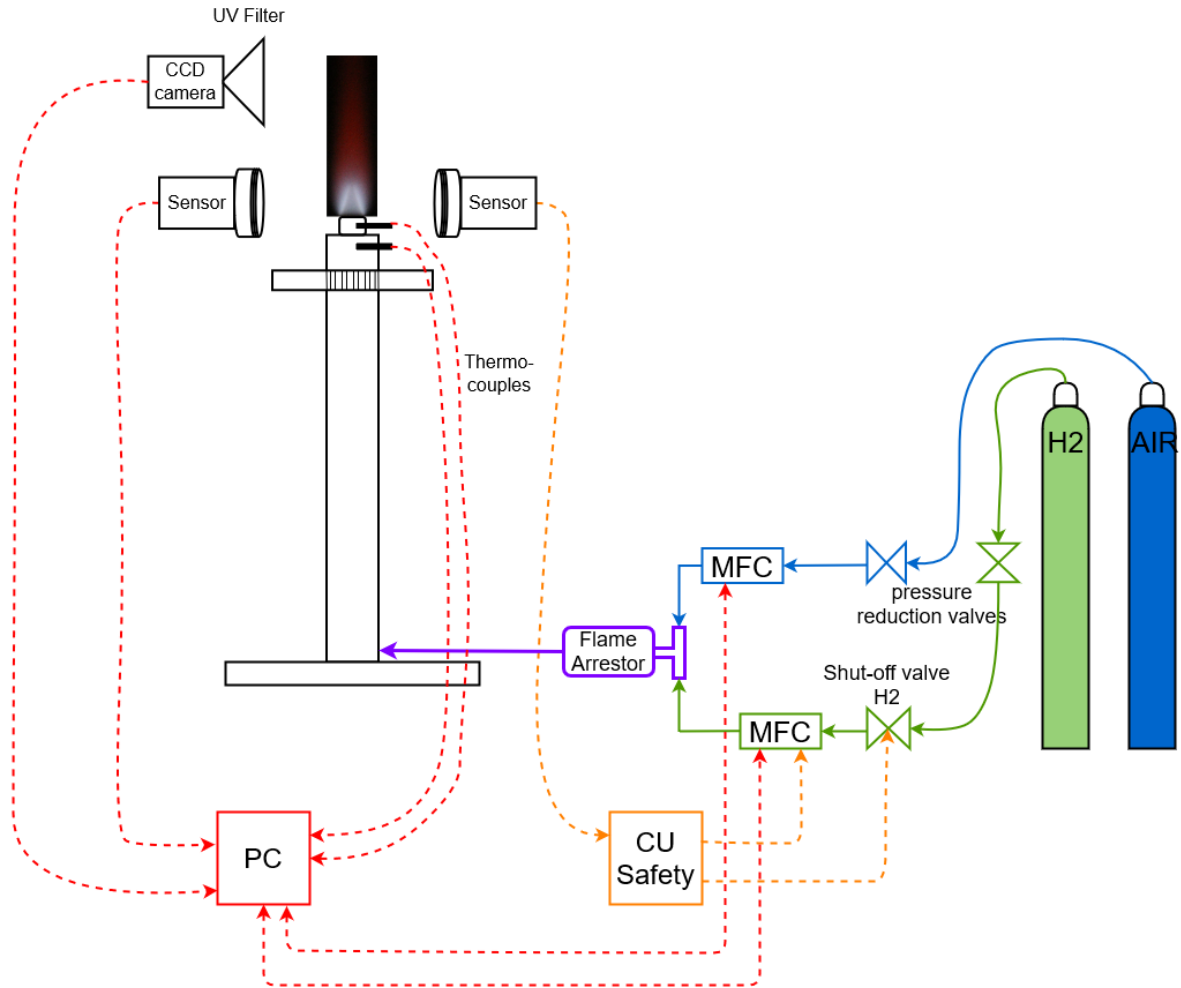 UV Filter
CCD
camera
Sensor
Sensor
Thermo-
couples
H2
AIR
MFC
pressure
reduction valves
Flame
Arrestor
Shut-off valve
H2
MFC
PC
CU
Safety